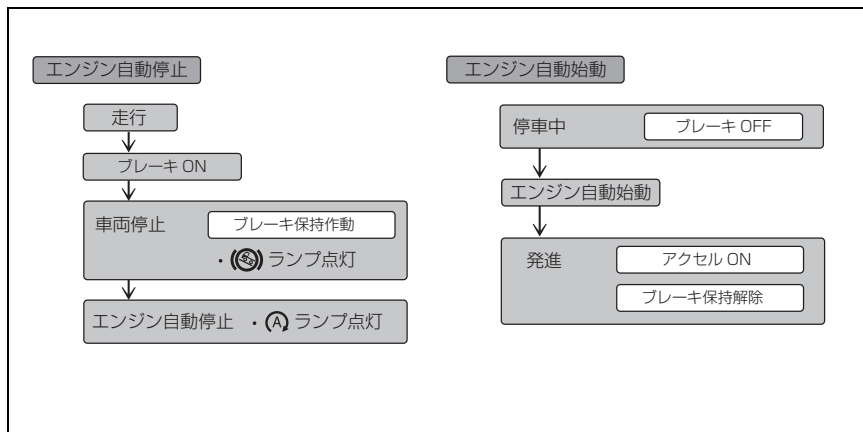 エンジン自動停止
走行
ブレーキ ON
車両停止 ブレーキ保持作動
・ランプ点灯
エンジン自動停止 ・(A) ランプ点灯
エンジン自動始動
停車中 ブレーキ OFF
エンジン自動始動
発進 アクセル ON
ブレーキ保持解除